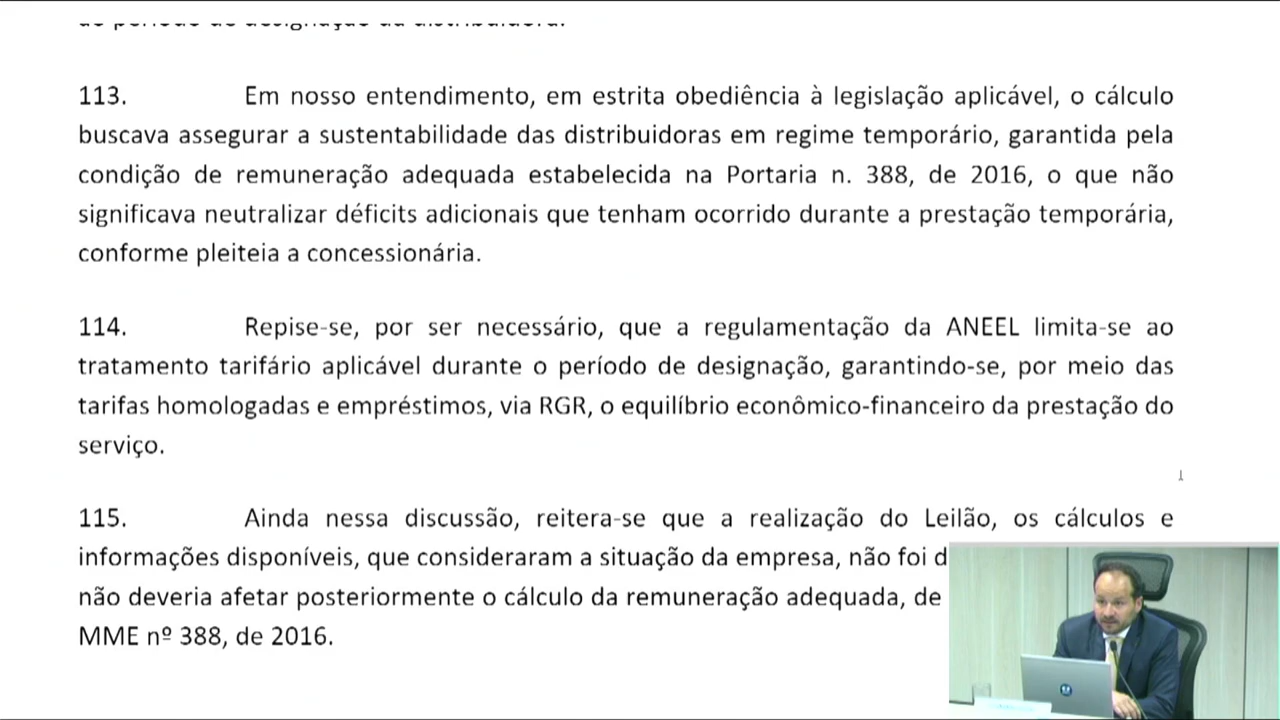 do período de designação da distribuidora.
113. Em nosso entendimento, em estrita obediência à legislação aplicável, o cálculo
buscava assegurar a sustentabilidade das distribuidoras em regime temporário, garantida pela
condição de remuneração adequada estabelecida na Portaria n. 388, de 2016, o que não
significava neutralizar déficits adicionais que tenham ocorrido durante a prestação temporária,
conforme pleiteia a concessionária.
114. Repise-se, por ser necessário, que a regulamentação da ANEEL limita-se ao
tratamento tarifário aplicável durante o período de designação, garantindo-se, por meio das
tarifas homologadas e empréstimos, via RGR, o equilíbrio econômico-financeiro da prestação do
serviço.
115. Ainda nessa discussão, reitera-se que a realização do Leilão, os cálculos e
informações disponíveis, que consideraram a situação da empresa, não foi d
não deveria afetar posteriormente o cálculo da remuneração adequada, de
MME nº 388, de 2016.